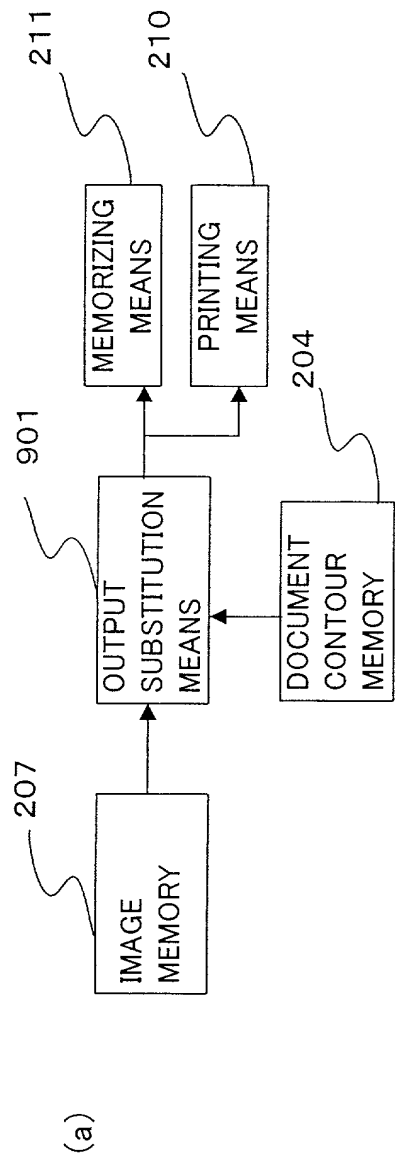 (a)
207
IMAGE
MEMORY
901
OUTPUT
SUBSTITUTION
MEANS
204
DOCUMENT
CONTOUR
MEMORY
211
MEMORIZING
MEANS
210
PRINTING
MEANS